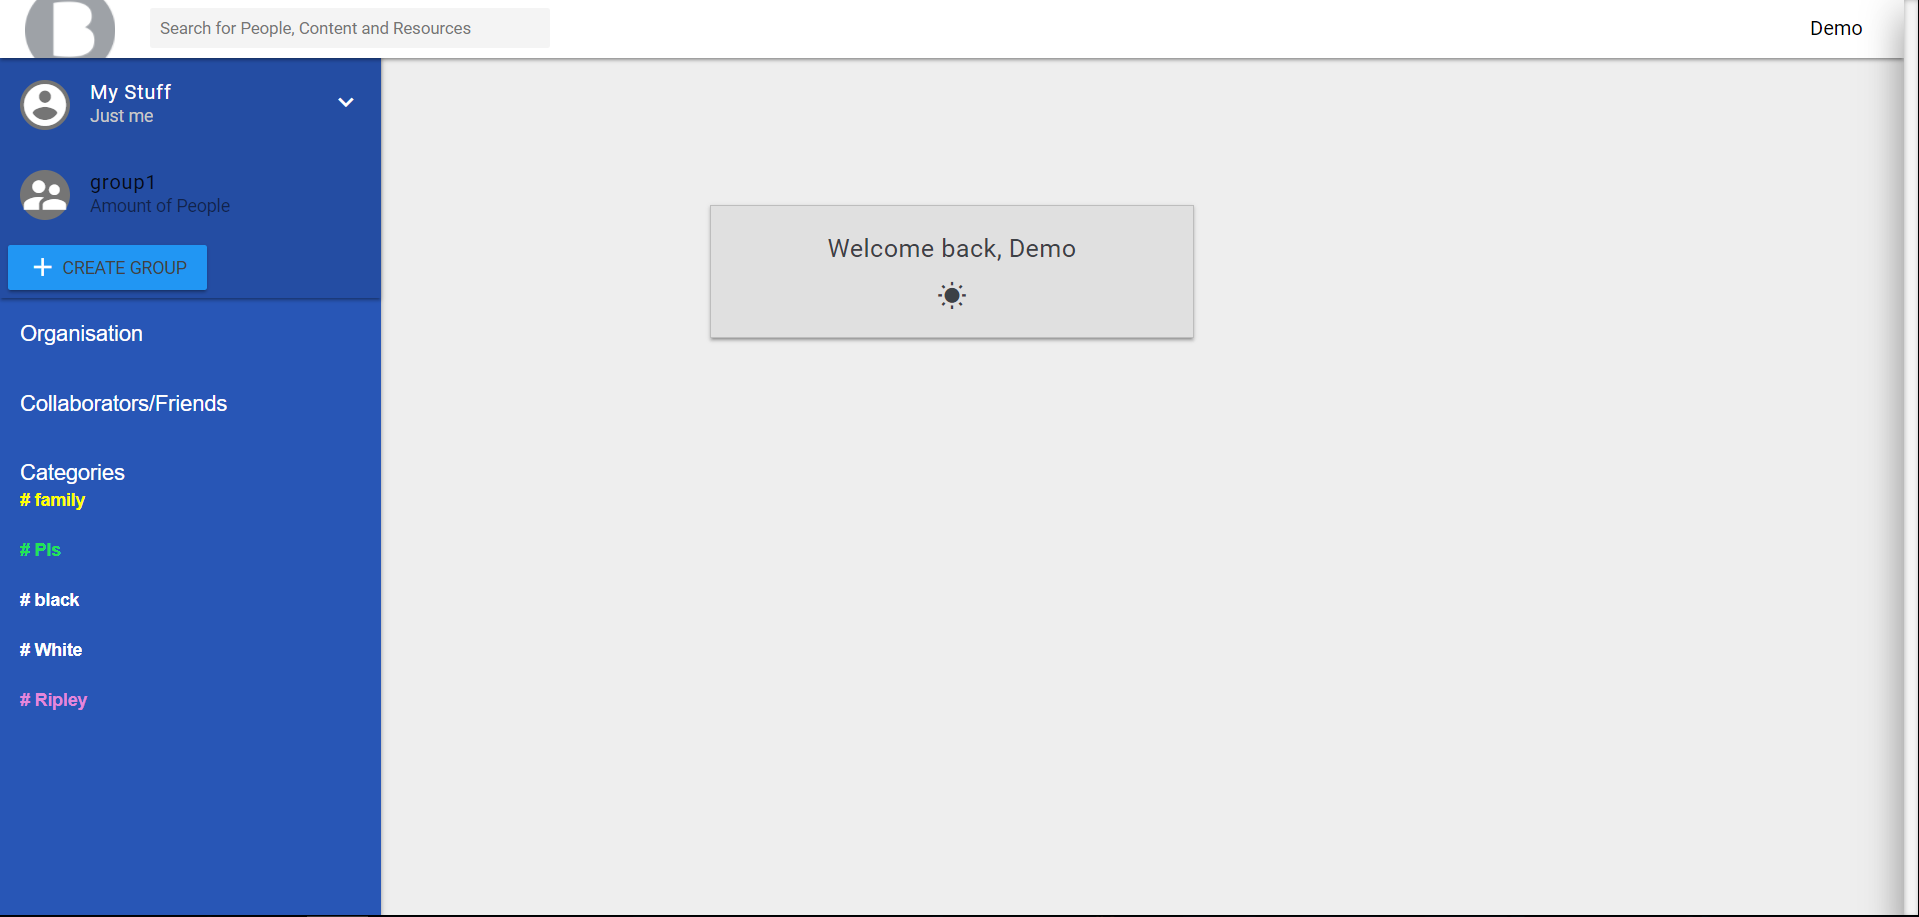 B
Search for People, Content and Resources
Demo
My Stuff
Just me
group1
Amount of People
CREATE GROUP
Welcome back, Demo
Organisation
Collaborators/Friends
Categories
# family
# Pls
# black
# White
# Ripley